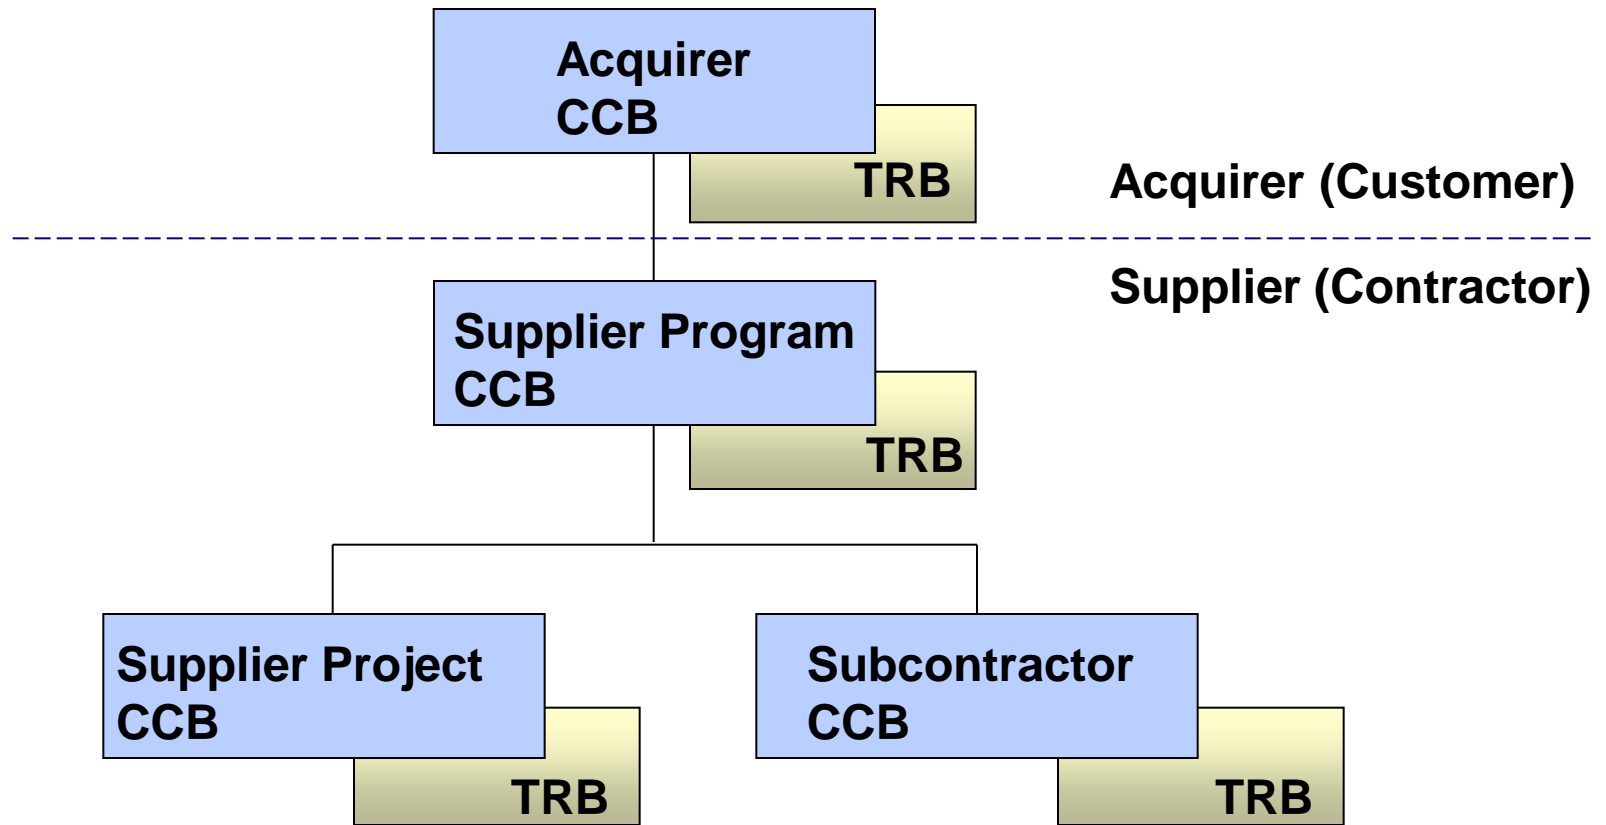 Acquirer
CCB
TRB
Acquirer (Customer)
Supplier (Contractor)
Supplier Program
CCB
TRB
Supplier Project
CCB
TRB
Subcontractor
CCB
TRB